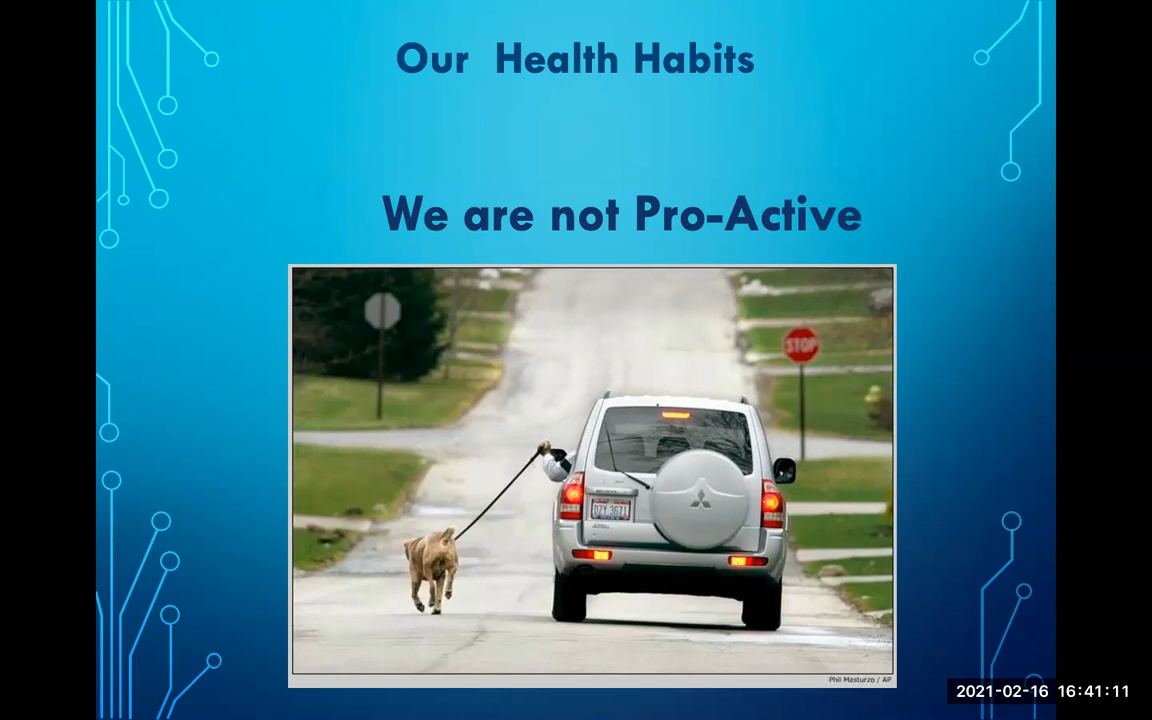 Our Health Habits
We are not Pro-Active
STOP
Phil Masturzo / AP
2021-02-16 16:41:11